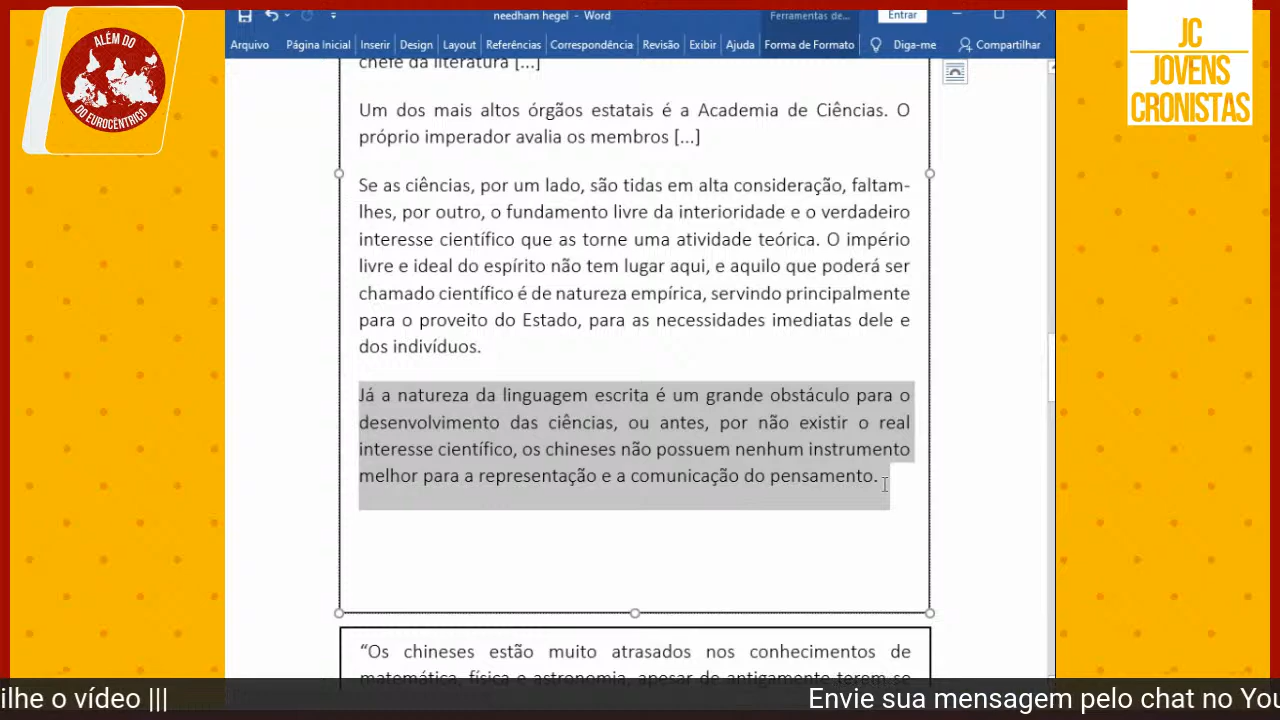 ALÉM DO
DO EUROCÊNTRICO
needham hegel - Word
Ferramentas de...
Entrar
Arquivo
Página Inicial
Inserir
Design
Layout
Referências
Correspondência
Revisão
Exibir
Ajuda
Forma de Formato
Diga-me
Compartilhar
JC
JOVENS
CRONISTAS
chefe da literatura [...]
Um dos mais altos órgãos estatais é a Academia de Ciências. O
próprio imperador avalia os membros [...]
Se as ciências, por um lado, são tidas em alta consideração, faltam-
lhes, por outro, o fundamento livre da interioridade e o verdadeiro
interesse científico que as torne uma atividade teórica. O império
livre e ideal do espírito não tem lugar aqui, e aquilo que poderá ser
chamado científico é de natureza empírica, servindo principalmente
para o proveito do Estado, para as necessidades imediatas dele e
dos indivíduos.
Já a natureza da linguagem escrita é um grande obstáculo para o
desenvolvimento das ciências, ou antes, por não existir o real
interesse científico, os chineses não possuem nenhum instrumento
melhor para a representação e a comunicação do pensamento.
“Os chineses estão muito atrasados nos conhecimentos de
matemática, física e astronomia, apesar de antigamente terem se
ilhe o vídeo |||
Envie sua mensagem pelo chat no You